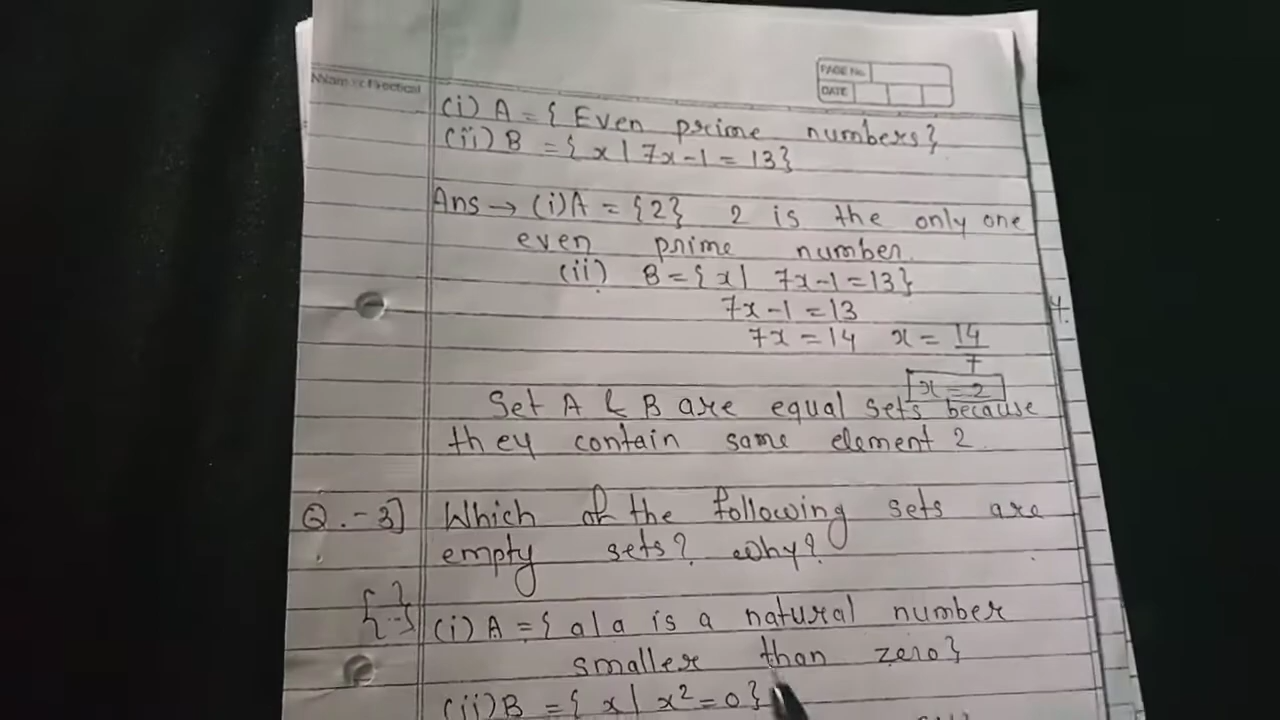 PAGE No.
DATE
(i) A = { Even prime numbers}
(ii) B = { x | 7x-1 = 13}
Ans → (i) A = {2} 2 is the only one
even prime number.
(ii) B = { x | 7x-1 = 13}
7x-1 = 13
7x = 14 x = 14/7
x = 2
Set A & B are equal sets because
they contain same element 2.
Q.-3] Which of the following sets are
empty sets? why?
(i) A = { a|a is a natural number
smaller than zero}
(ii) B = { x | x² = 0}
4.